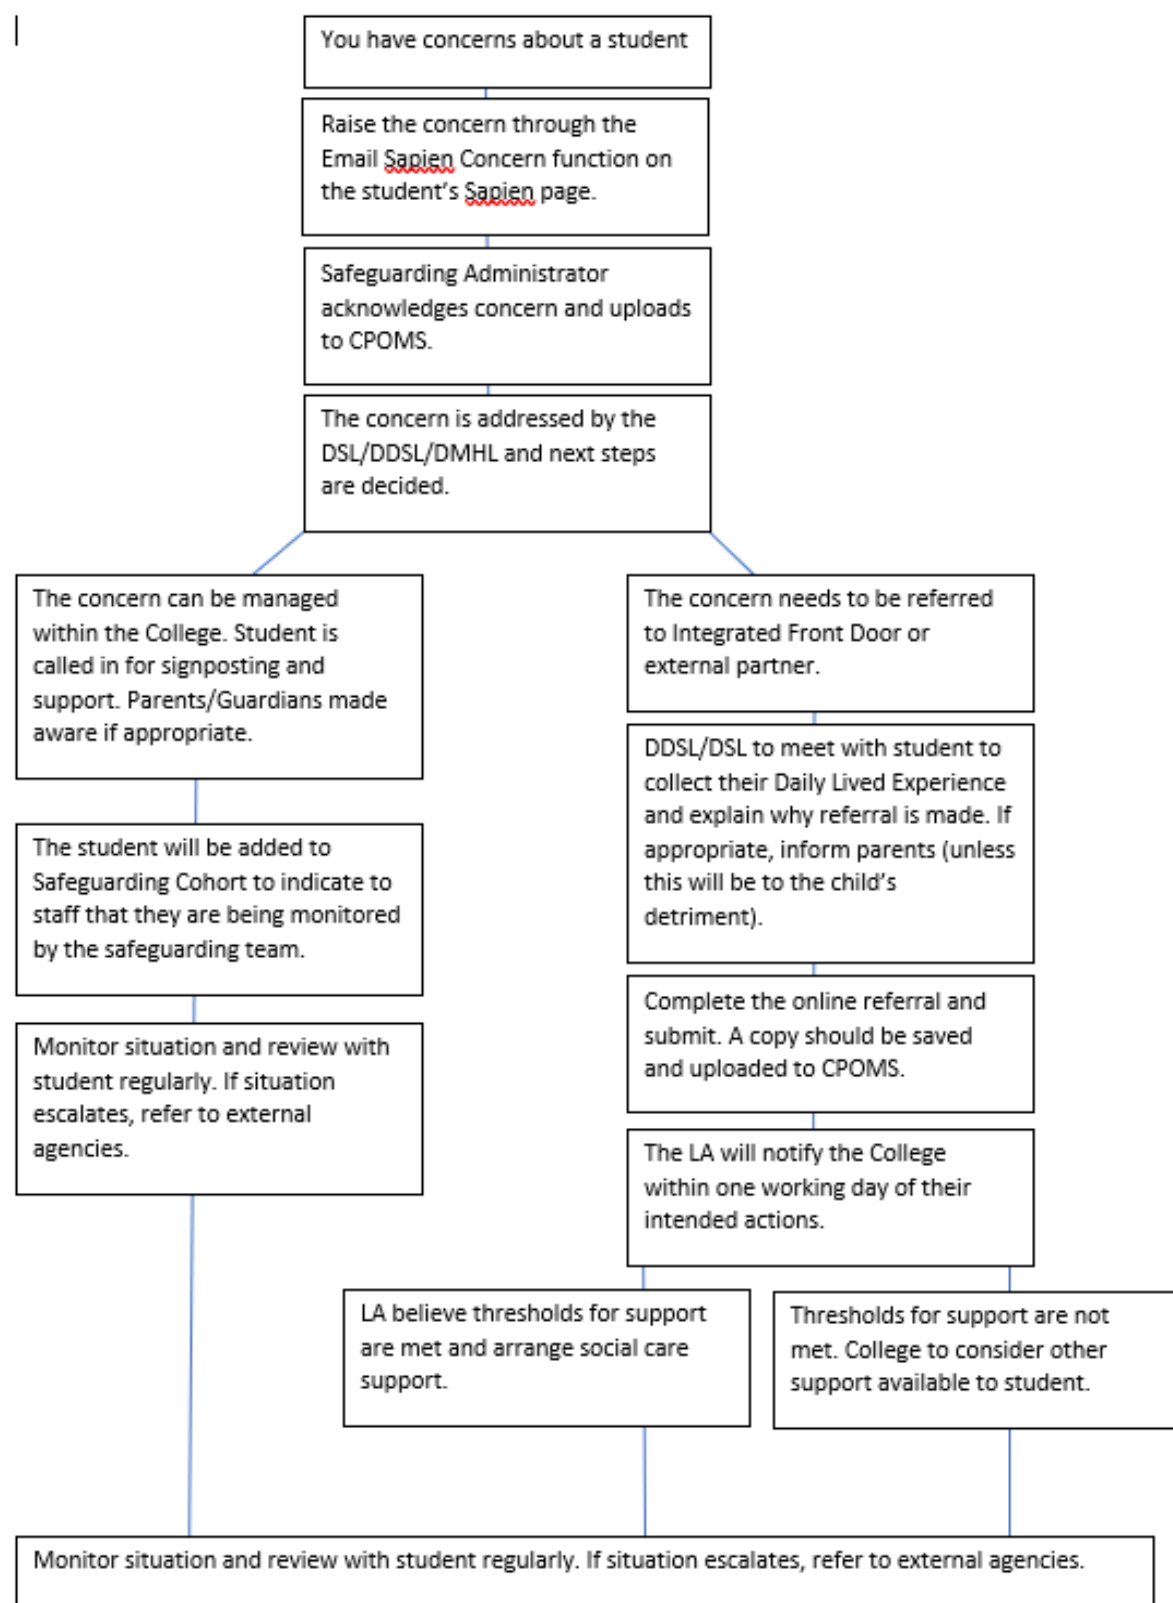 You have concerns about a student
Raise the concern through the
Email Sapien Concern function on
the student's Sapien page.
Safeguarding Administrator
acknowledges concern and uploads
to CPOMS.
The concern is addressed by the
DSL/DDSL/DMHL and next steps
are decided.
The concern can be managed
within the College. Student is
called in for signposting and
support. Parents/Guardians made
aware if appropriate.
The student will be added to
Safeguarding Cohort to indicate to
staff that they are being monitored
by the safeguarding team.
Monitor situation and review with
student regularly. If situation
escalates, refer to external
agencies.
The concern needs to be referred
to Integrated Front Door or
external partner.
DDSL/DSL to meet with student to
collect their Daily Lived Experience
and explain why referral is made. If
appropriate, inform parents (unless
this will be to the child's
detriment).
Complete the online referral and
submit. A copy should be saved
and uploaded to CPOMS.
The LA will notify the College
within one working day of their
intended actions.
LA believe thresholds for support
are met and arrange social care
support.
Thresholds for support are not
met. College to consider other
support available to student.
Monitor situation and review with student regularly. If situation escalates, refer to external agencies.